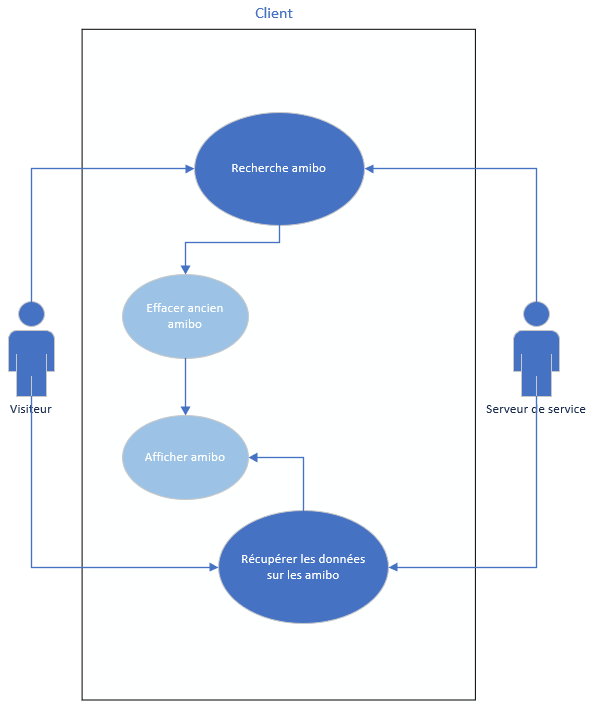 Client
Recherche amibo
Effacer ancien
amibo
Visiteur
Serveur de service
Afficher amibo
Récupérer les données
sur les amibo